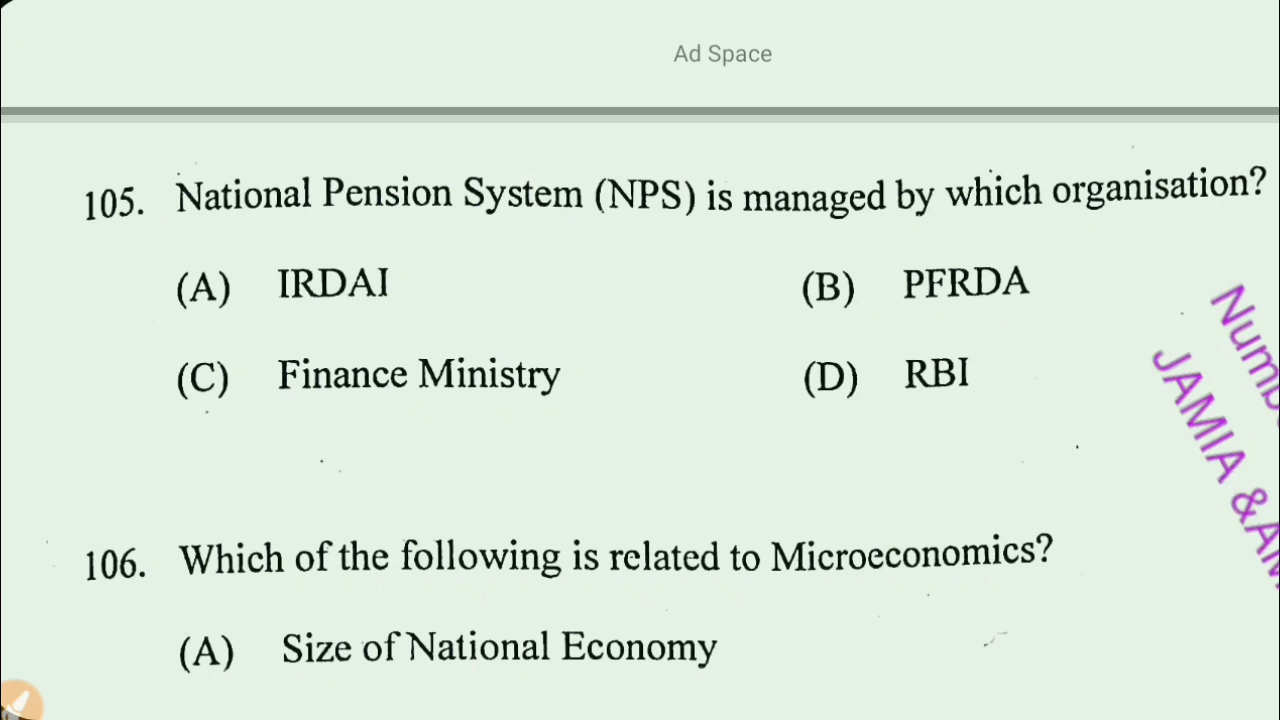 Ad Space
105. National Pension System (NPS) is managed by which organisation?
(A) IRDAI (B) PFRDA
(C) Finance Ministry (D) RBI
106. Which of the following is related to Microeconomics?
(A) Size of National Economy
JAMIA &